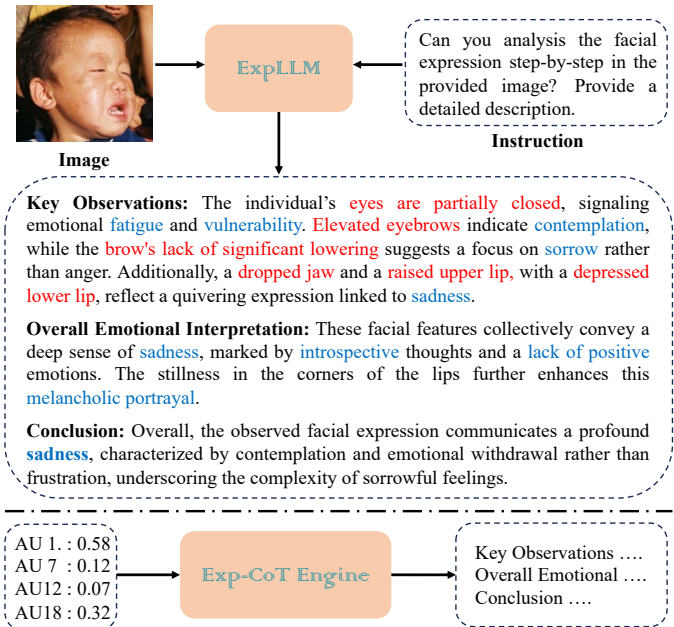 ExpLLM
Can you analysis the facial
expression step-by-step in the
provided image? Provide a
detailed description.
Image
Instruction
Key Observations: The individual's eyes are partially closed, signaling
emotional fatigue and vulnerability. Elevated eyebrows indicate contemplation,
while the brow's lack of significant lowering suggests a focus on sorrow rather
than anger. Additionally, a dropped jaw and a raised upper lip, with a depressed
lower lip, reflect a quivering expression linked to sadness.
Overall Emotional Interpretation: These facial features collectively convey a
deep sense of sadness, marked by introspective thoughts and a lack of positive
emotions. The stillness in the corners of the lips further enhances this
melancholic portrayal.
Conclusion: Overall, the observed facial expression communicates a profound
sadness, characterized by contemplation and emotional withdrawal rather than
frustration, underscoring the complexity of sorrowful feelings.
AU 1. : 0.58
AU 7 : 0.12
AU12 : 0.07
AU18 : 0.32
Exp-CoT Engine
Key Observations ….
Overall Emotional ….
Conclusion ….